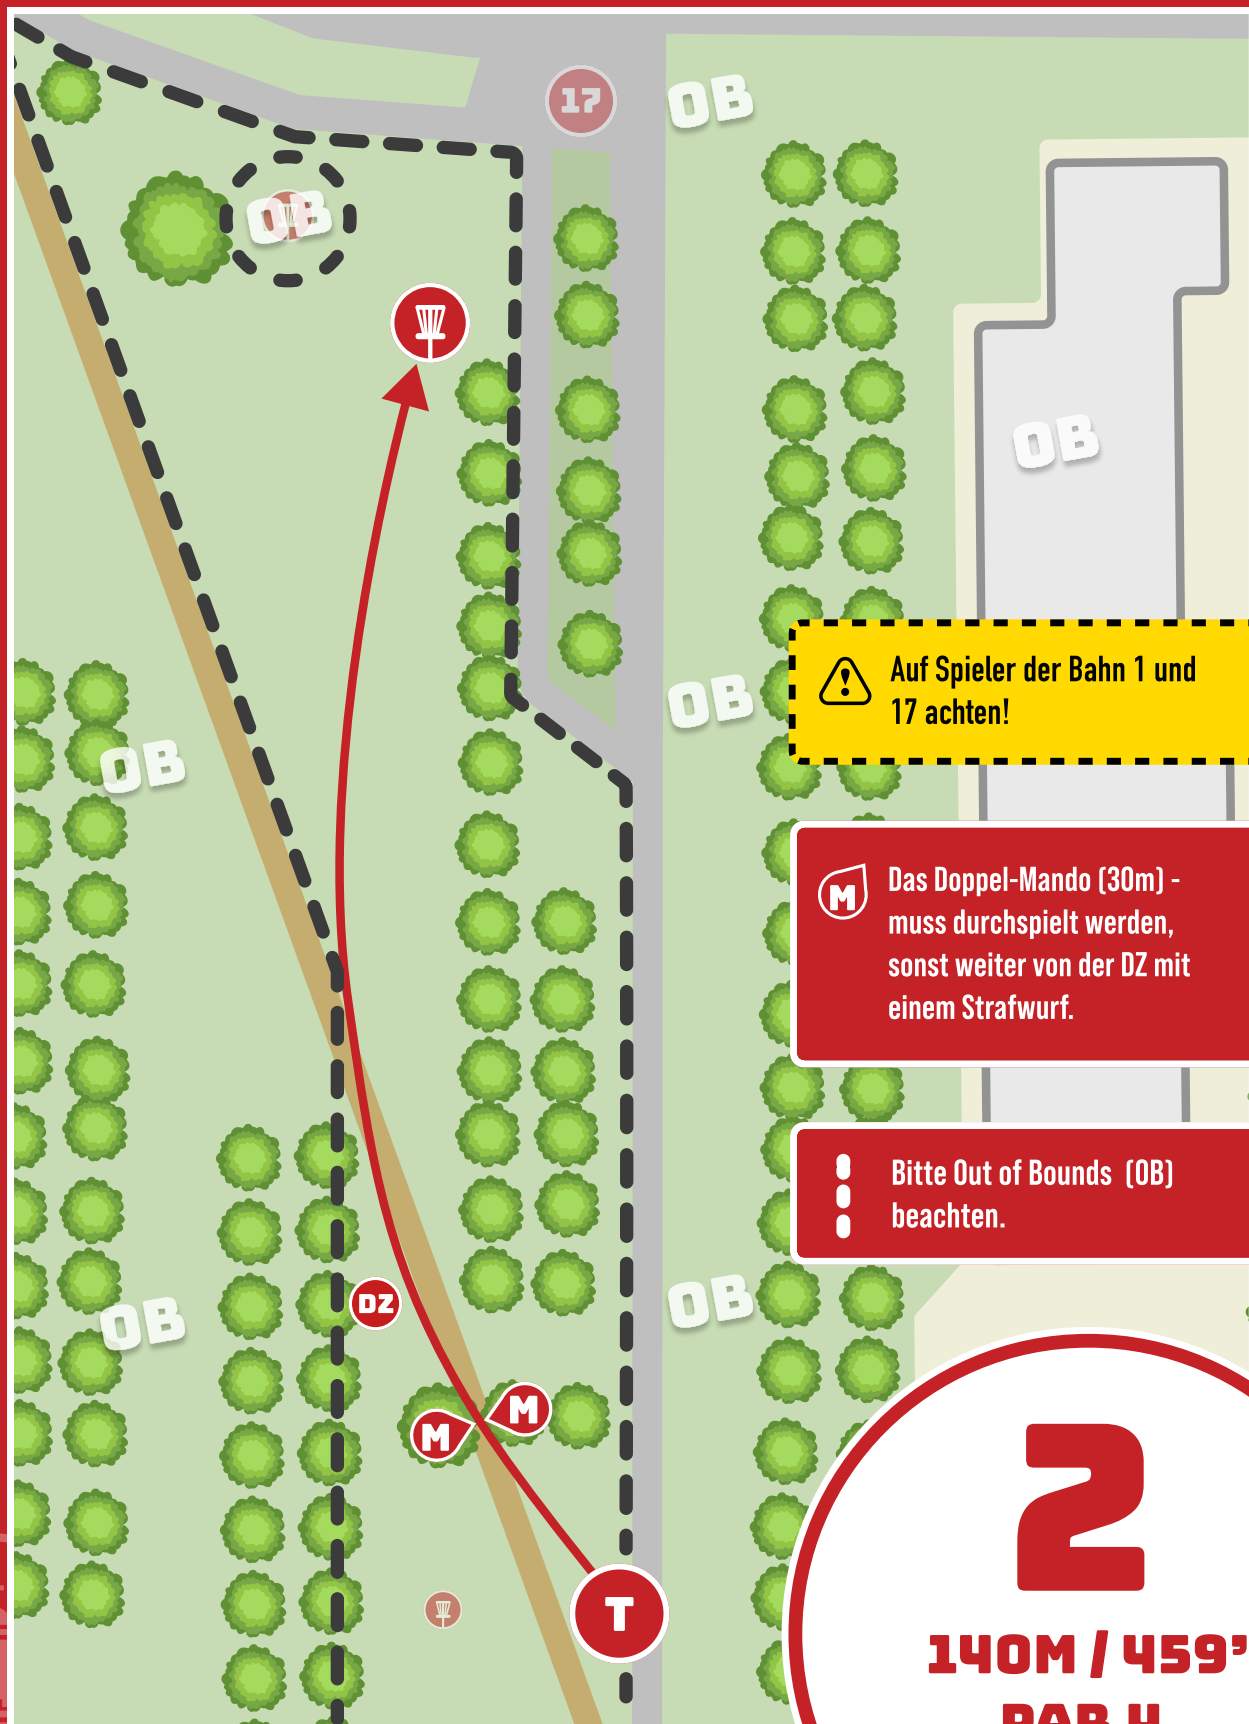 17
OB
OB
OB
Auf Spieler der Bahn 1 und
17 achten!
OB
OB
Das Doppel-Mando (30m) -
M
muss durchspielt werden,
sonst weiter von der DZ mit
einem Strafwurf.
Bitte Out of Bounds (OB)
beachten.
DZ
OB
OB
M
M
T
2
140M / 459'
PAR 4